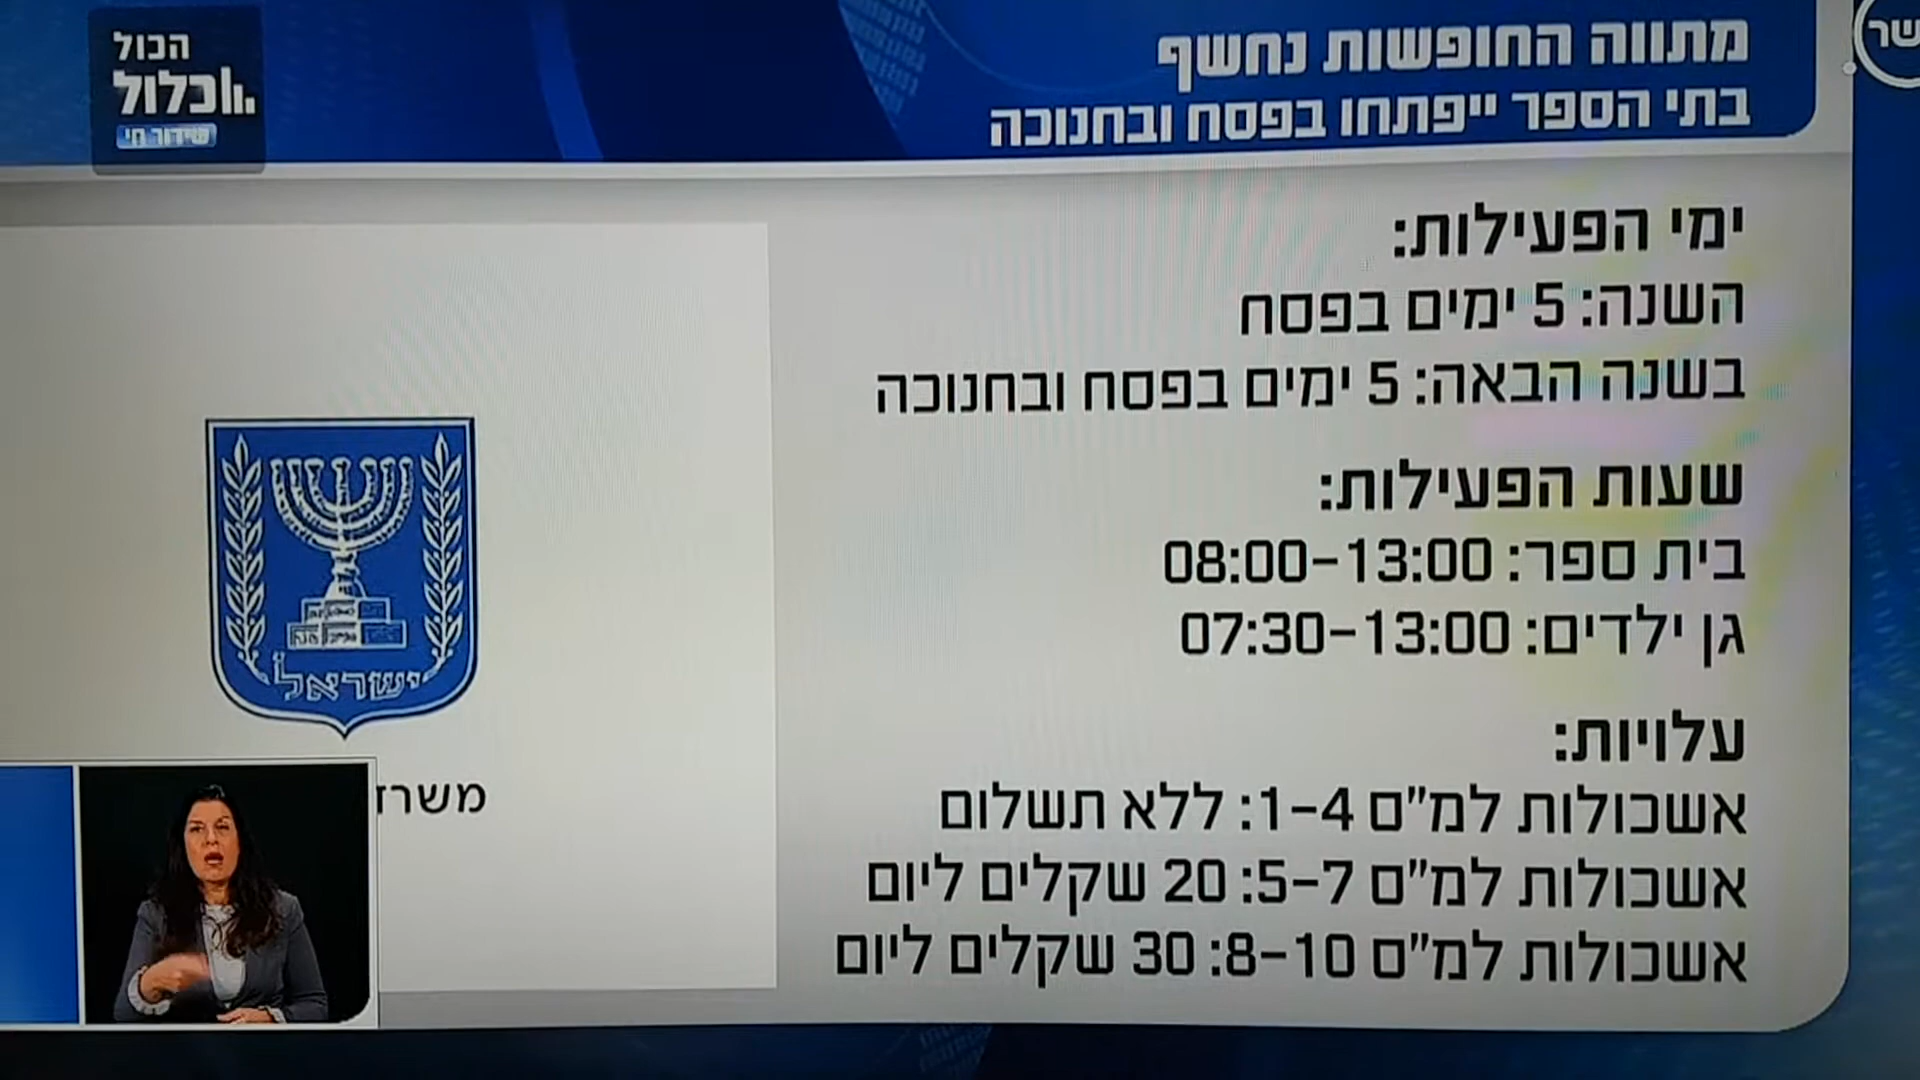 מתווה החופשות נחשף
בתי הספר ייפתחו בפסח ובחנוכה
הכול
וכלול
שידור חי
שר
ימי הפעילות:
השנה: 5 ימים בפסח
בשנה הבאה: 5 ימים בפסח ובחנוכה
שעות הפעילות:
בית ספר: 08:00-13:00
גן ילדים: 07:30-13:00
עלויות:
אשכולות למ"ס 1-4: ללא תשלום
אשכולות למ"ס 5-7: 20 שקלים ליום
אשכולות למ"ס 8-10: 30 שקלים ליום
ישראל
משרד